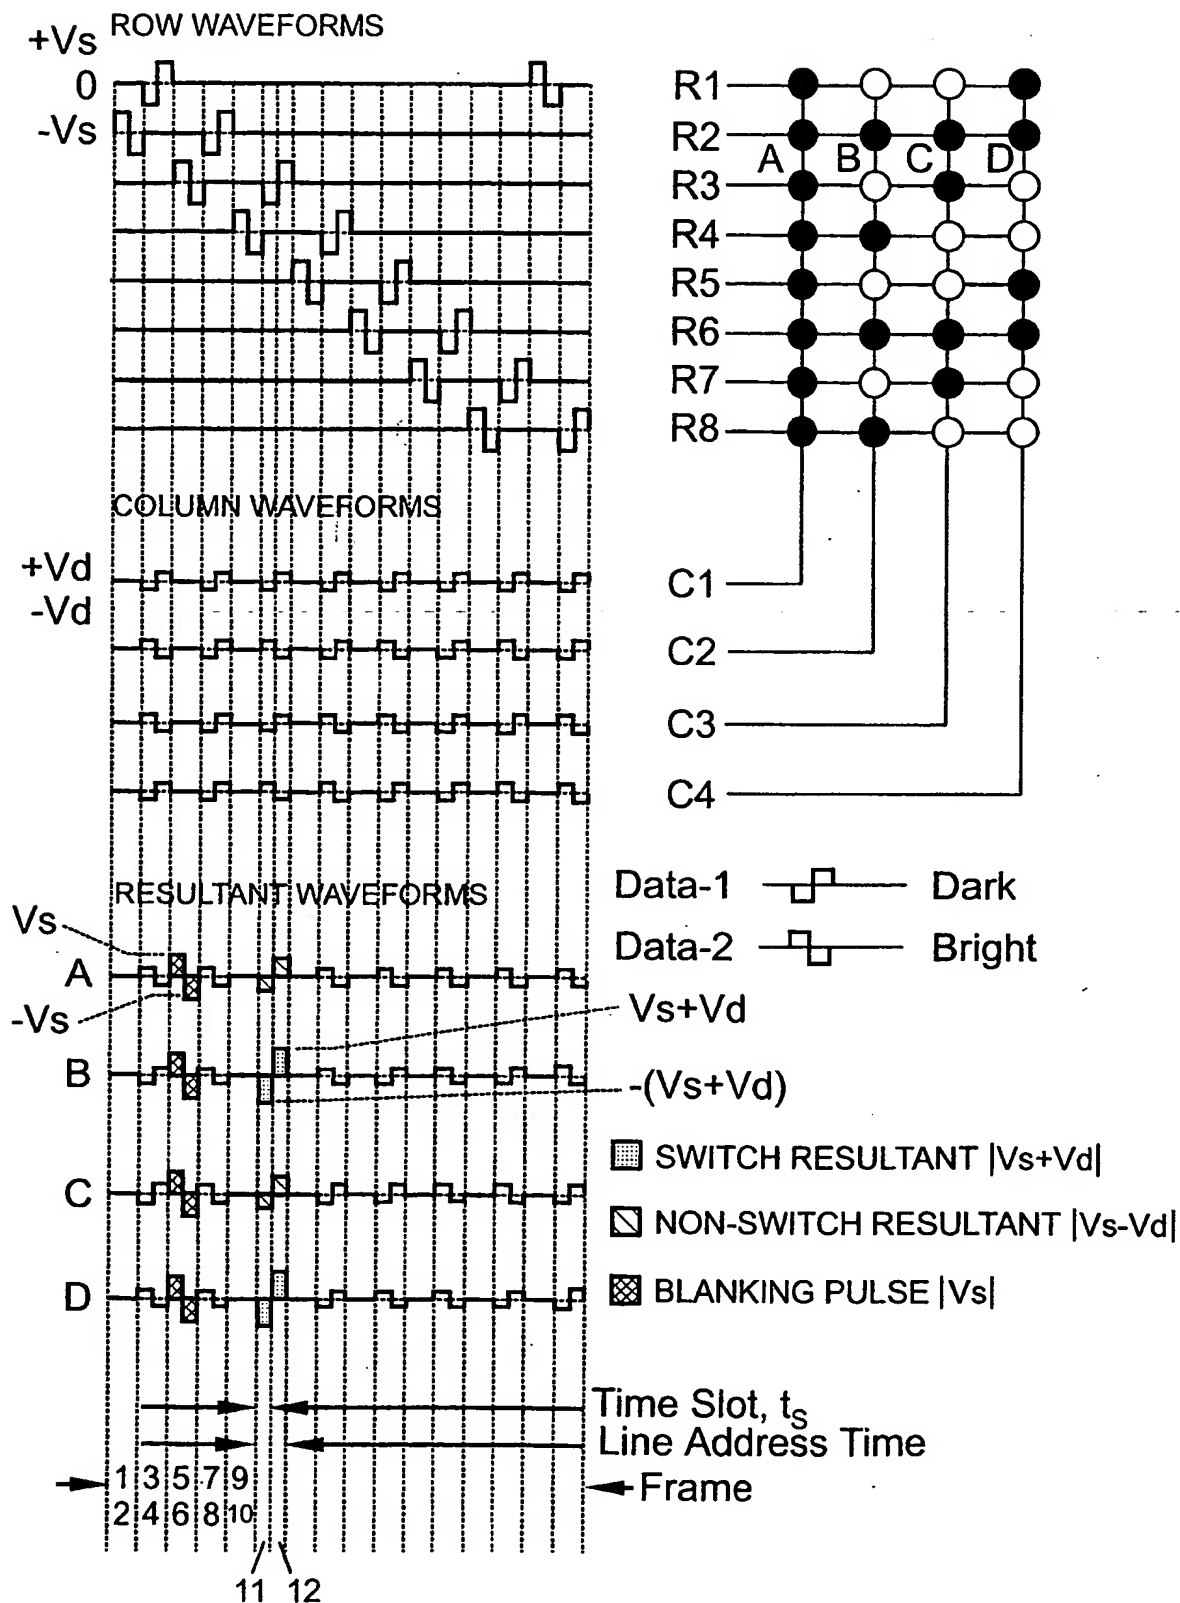 ROW WAVEFORMS
+Vs
0
-Vs
R1
R2
A B C D
R3
R4
R5
R6
R7
R8
COLUMN WAVEFORMS
+Vd
-Vd
C1
C2
C3
C4
RESULTANT WAVEFORMS
Data-1 Dark
Data-2 Bright
Vs
A
-Vs
Vs+Vd
B
-(Vs+Vd)
SWITCH RESULTANT |Vs+Vd|
C
NON-SWITCH RESULTANT |Vs-Vd|
D
BLANKING PULSE |Vs|
Time Slot, tS
Line Address Time
1 3 5 7 9
Frame
2 4 6 8 10
11 12